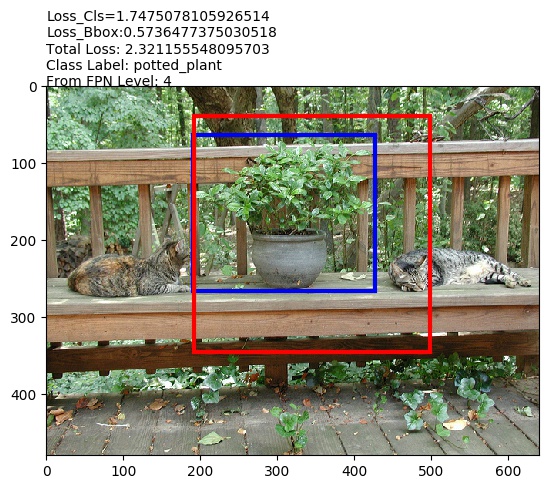 Loss_Cls=1.7475078105926514
Loss_Bbox:0.5736477375030518
Total Loss: 2.321155548095703
Class Label: potted_plant
From FPN Level: 4
0
100
200
300
400
0 100 200 300 400 500 600